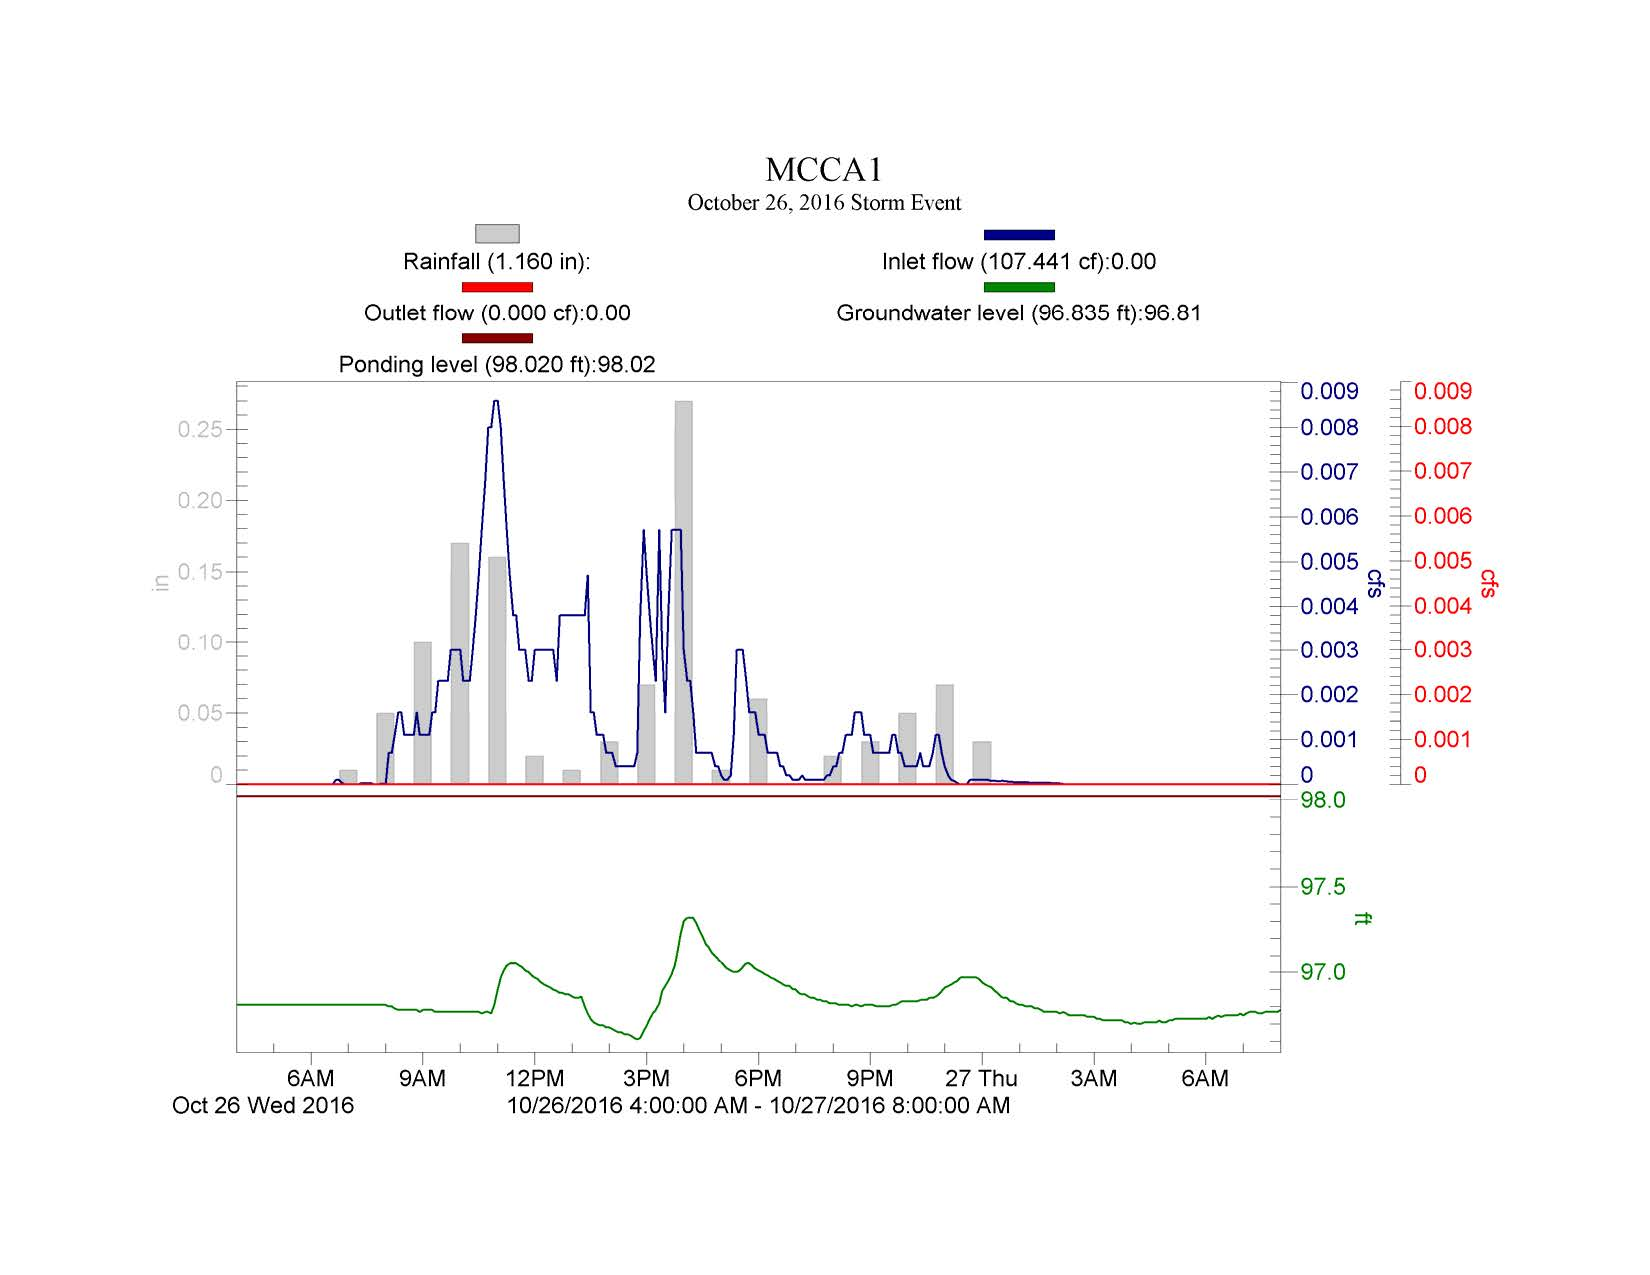 MCCA1
October 26, 2016 Storm Event
Rainfall (1.160 in):
Inlet flow (107.441 cf):0.00
Outlet flow (0.000 cf):0.00
Groundwater level (96.835 ft):96.81
Ponding level (98.020 ft):98.02
0.25
0.20
0.15
0.10
0.05
0
in
0.009
0.008
0.007
0.006
0.005
0.004
0.003
0.002
0.001
0
cfs
0.009
0.008
0.007
0.006
0.005
0.004
0.003
0.002
0.001
0
cfs
98.0
97.5
97.0
ft
6AM 9AM 12PM 3PM 6PM 9PM 27 Thu 3AM 6AM
Oct 26 Wed 2016 10/26/2016 4:00:00 AM - 10/27/2016 8:00:00 AM